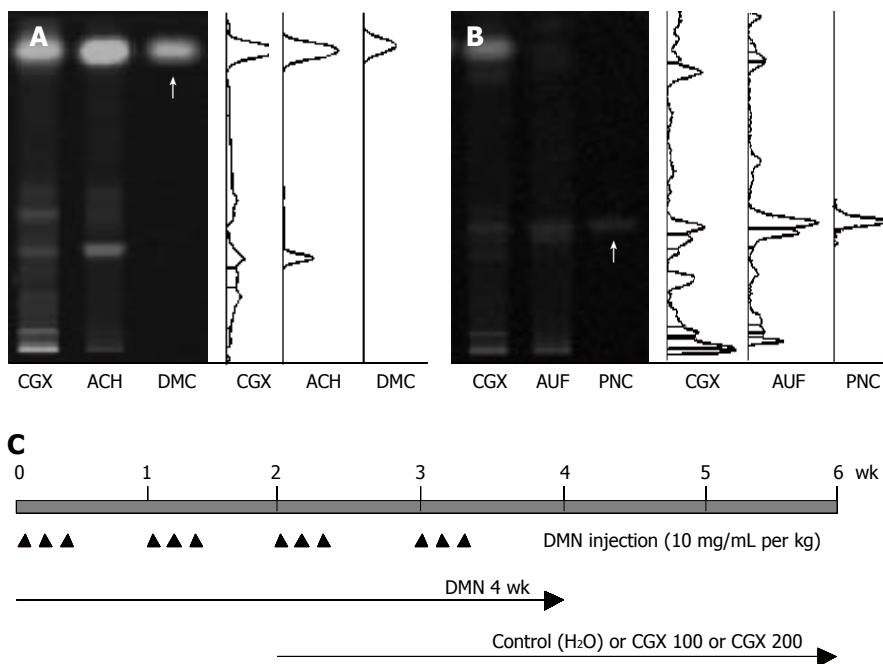 A
B
CGX ACH DMC CGX ACH DMC CGX AUF PNC CGX AUF PNC
C
0 1 2 3 4 5 6 wk
DMN injection (10 mg/mL per kg)
DMN 4 wk
Control (H₂O) or CGX 100 or CGX 200